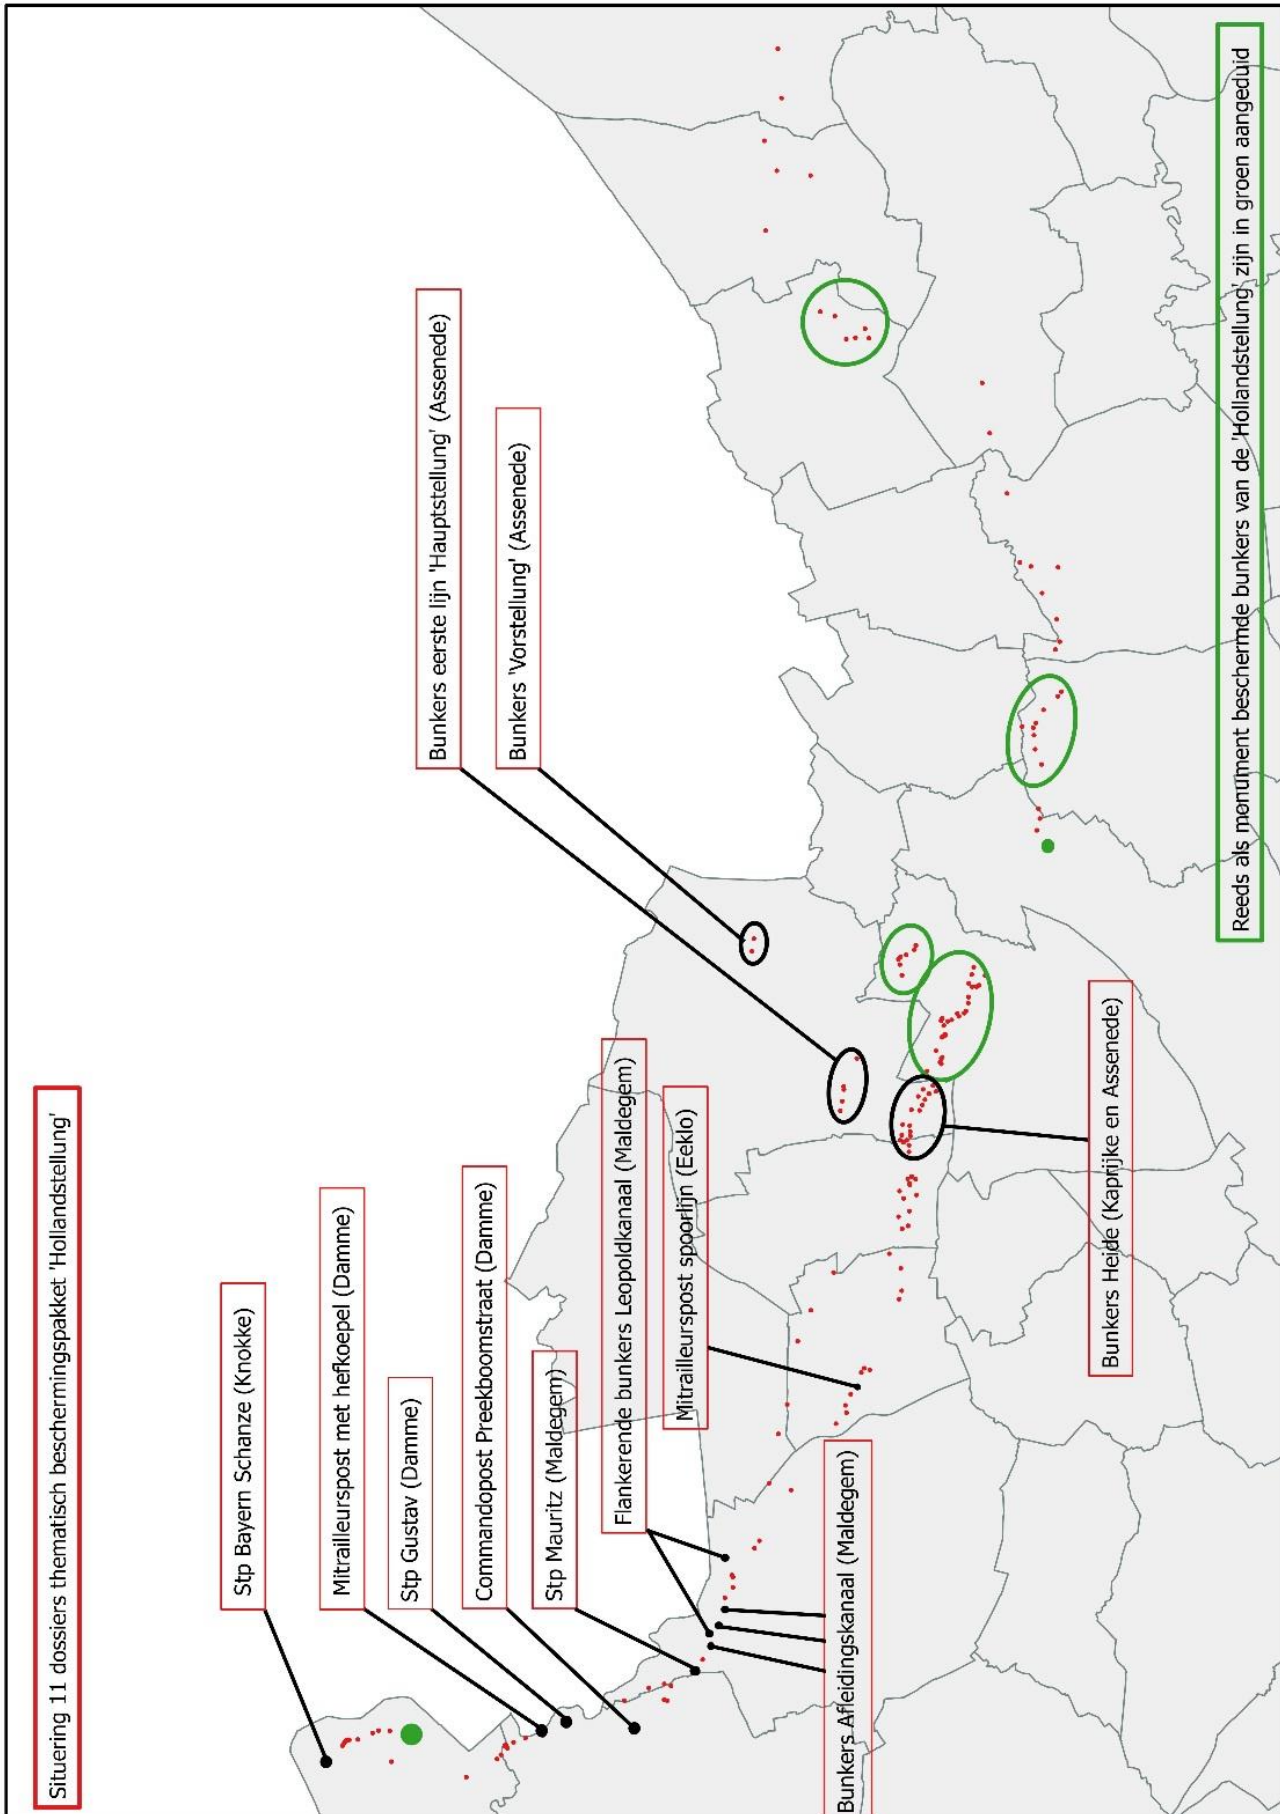 Situering 11 dossiers thematisch beschermingspakket 'Hollandstellung'
Stp Bayern Schanze (Knokke)
Mitrailleurspost met hefkoepel (Damme)
Stp Gustav (Damme)
Commandopost Preekboomstraat (Damme)
Stp Mauritz (Maldegem)
Flankerende bunkers Leopoldkanaal (Maldegem)
Mitrailleurspost spoorlijn (Eeklo)
Bunkers Afleidingskanaal (Maldegem)
Bunkers eerste lijn 'Hauptstellung' (Assenede)
Bunkers 'Vorstellung' (Assenede)
Bunkers Heide (Kaprijke en Assenede)
Reeds als monument beschermde bunkers van de 'Hollandstellung' zijn in groen aangeduid